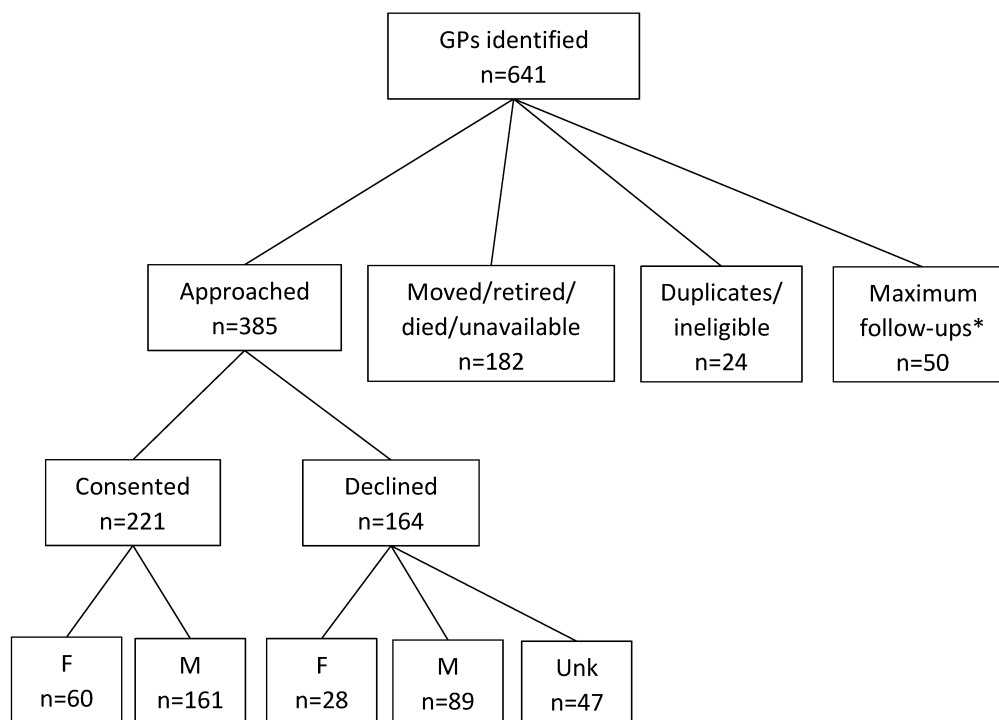 GPs identified
n=641
Approached
n=385
Moved/retired/
died/unavailable
n=182
Duplicates/
ineligible
n=24
Maximum
follow-ups*
n=50
Consented
n=221
Declined
n=164
F
n=60
M
n=161
F
n=28
M
n=89
Unk
n=47